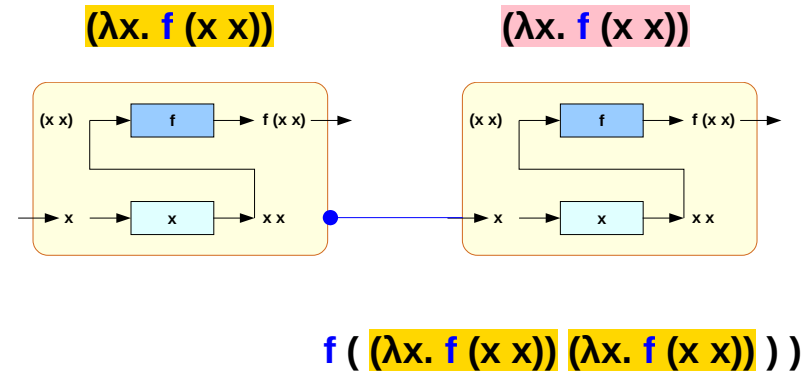 (λx. f (x x)) (λx. f (x x))
(x x) f f (x x) (x x) f f (x x)
x x x x x x x x
f ( (λx. f (x x)) (λx. f (x x)) ) )